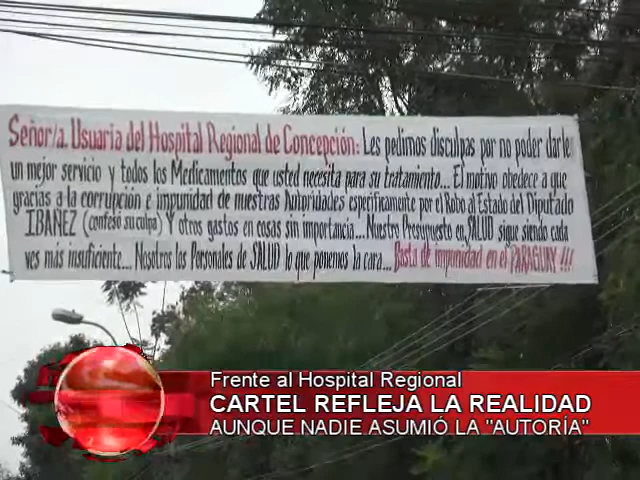 Señor/a. Usuaria del Hospital Regional de Concepción: Les pedimos disculpas por no poder darle
un mejor servicio y todos los Medicamentos que usted necesita para su tratamiento... El motivo obedece a que
gracias a la corrupción e impunidad de nuestras Autoridades específicamente por el Robo al Estado del Diputado
IBAÑEZ (confesó su culpa) Y otros gastos en cosas sin importancia... Nuestro Presupuesto en SALUD sigue siendo cada
ves más insuficiente... Nosotros los Personales de SALUD lo que ponemos la cara... Basta de impunidad en el PARAGUAY !!!
Frente al Hospital Regional
CARTEL REFLEJA LA REALIDAD
AUNQUE NADIE ASUMIÓ LA "AUTORÍA"